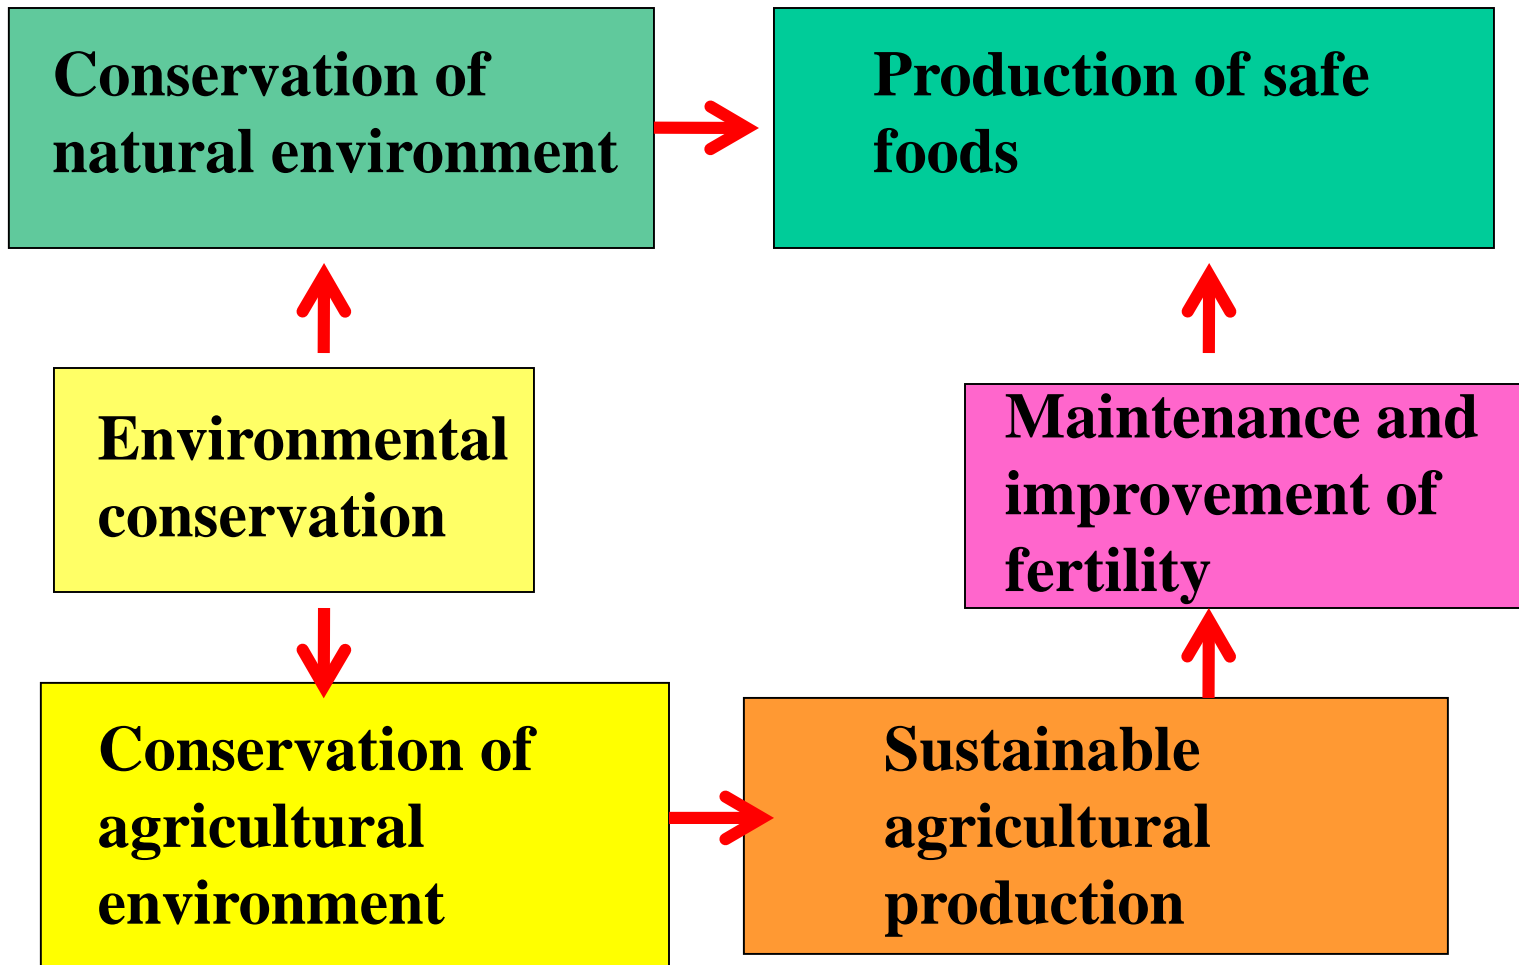 Conservation of
natural environment
Production of safe
foods
Environmental
conservation
Maintenance and
improvement of
fertility
Conservation of
agricultural
environment
Sustainable
agricultural
production